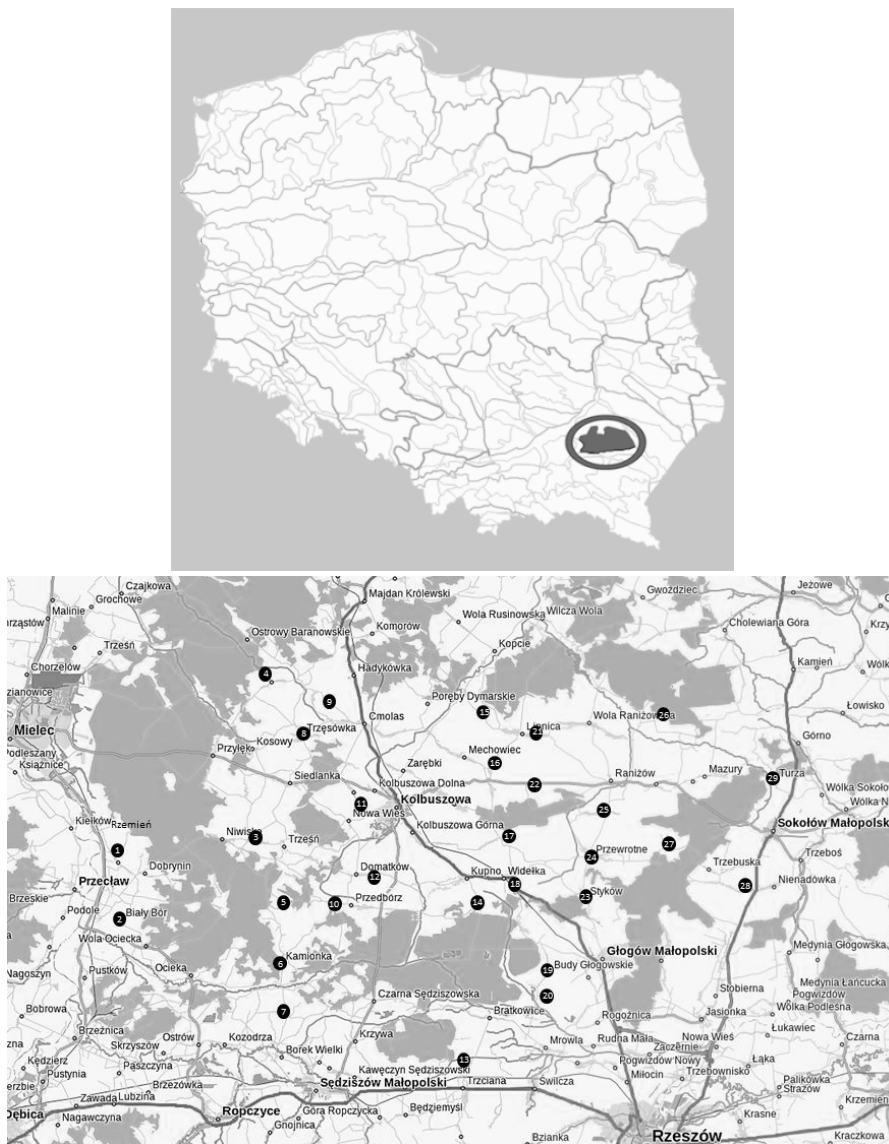 Czajkowa
Majdan Królewski
Gwoździec
Jeżowe
Grochowe
Malinie
Wola Rusinowska
Wilcza Wola
Cholewiana Góra
Ostrowy Baranowskie
Komorów
Trześń
Kopcie
Chorzelów
4
Hadykówka
Kamień
9
Poręby Dymarskie
15
26
Łowisko
Cmolas
Wola Raniżowska
Mielec
8
Trzęsówka
Lipnica
21
Górno
Przyłęk
Kosowy
Mechowiec
16
Podleszany
Książnice
Zarębki
29
Turza
Siedlanka
Kolbuszowa Dolna
22
Raniżów
Mazury
Wólka Sokoło
11
Kolbuszowa
25
Wólka N
Kiełków
Rzemień
Nowa Wieś
Kolbuszowa Górna
17
Sokołów Małopolsk
Niwiska
3
Trześń
27
1
24
Przewrotne
Trzeboś
Dobrynin
Domatków
12
Trzebuska
Przecław
Kupno
Widełka
18
28
Nienadówka
Brzeskie
5
10
Przedbórz
14
23
Styków
Podole
2
Biały Bór
Wola Ociecka
Głogów Małopolski
Medynia Głogowska
6
Kamionka
19
Budy Głogowskie
Nagoszyn
Pustków
Ocieka
Medynia Łańcucka
Pogwizdów
Czarna Sędziszowska
20
Stobierna
Bobrowa
7
Bratkowice
Rogoźnica
Jasionka
Wólka Podleśna
Brzeźnica
Krzywa
Łukawiec
Skrzyszów
Ostrów
Kozodrza
Mrowla
Rudna Mała
Nowa Wieś
Zaczernie
Czarna
Borek Wielki
13
Pogwizdów Nowy
Łąka
Kędzierz
Paszczyna
Kawęczyn Sędziszowski
Trzebownisko
Pustynia
Sędziszów Małopolski
Trzciana
Świlcza
Miłocin
Palikówka
Brzezówka
Strażów
Zawada
Lubzina
Ropczyce
Góra Ropczycka
Będziemyśl
Krasne
Krzemien
Dębica
Nagawczyna
Gnojnica
Bzianka
Rzeszów
Kraczkowa